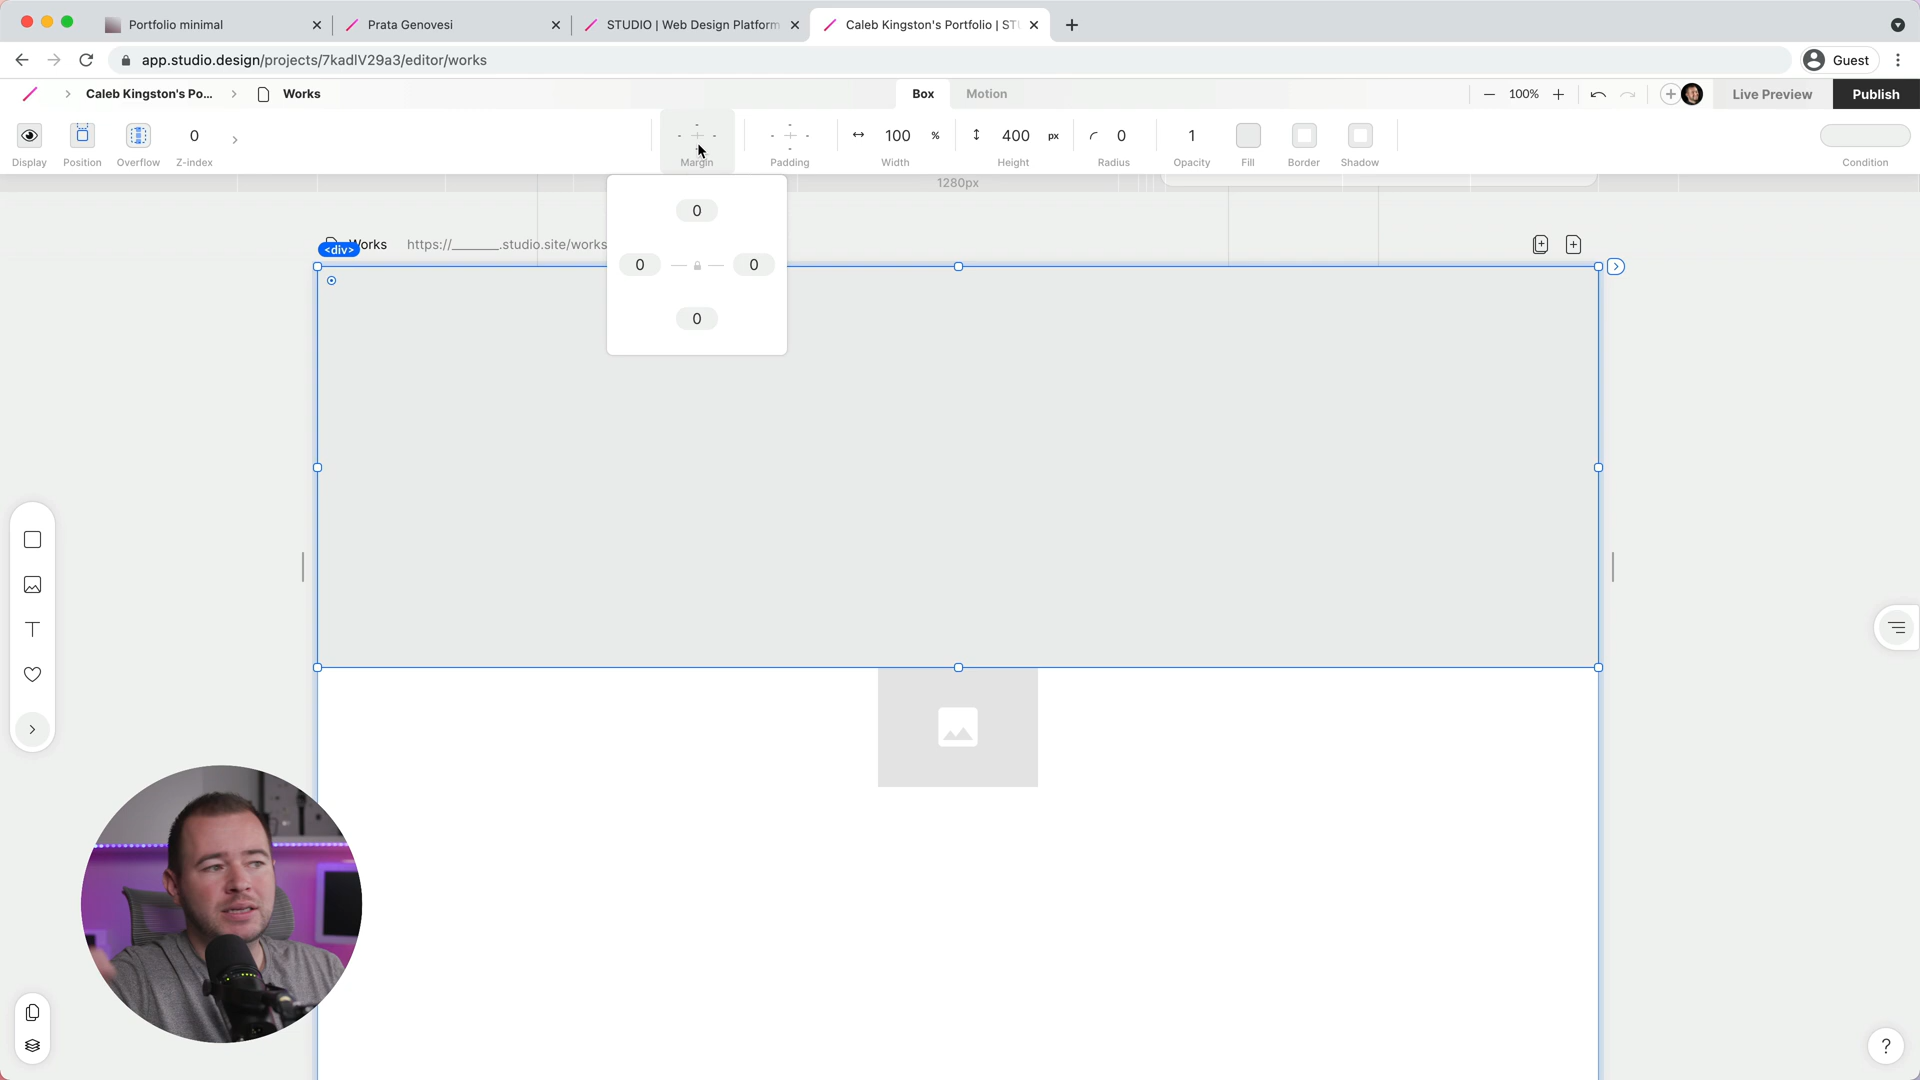 Portfolio minimal
Prata Genovesi
STUDIO | Web Design Platform
Caleb Kingston's Portfolio | ST
app.studio.design/projects/7kadlV29a3/editor/works
Guest
Caleb Kingston's Po...
Works
Box
Motion
100%
Live Preview
Publish
0
100
%
400
px
0
1
Display
Position
Overflow
Z-index
Margin
Padding
Width
Height
Radius
Opacity
Fill
Border
Shadow
Condition
1280px
0
<div>
Works
https://_______.studio.site/works
0
0
0
?